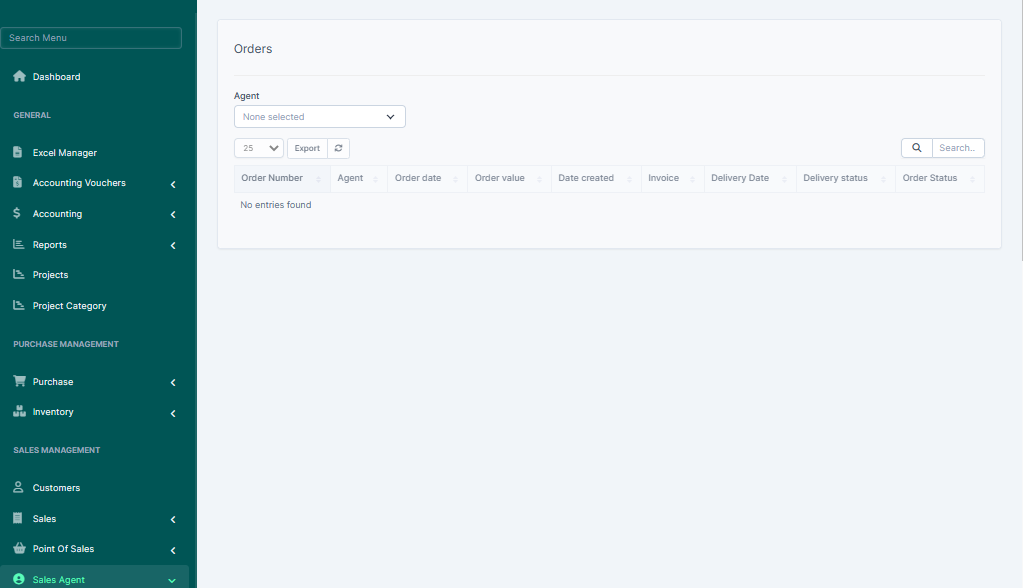 Search Menu
Dashboard
GENERAL
Excel Manager
Accounting Vouchers
Accounting
Reports
Projects
Project Category
PURCHASE MANAGEMENT
Purchase
Inventory
SALES MANAGEMENT
Customers
Sales
Point Of Sales
Sales Agent
Orders
Agent
None selected
25 Export Search..
Order Number Agent Order date Order value Date created Invoice Delivery Date Delivery status Order Status
No entries found